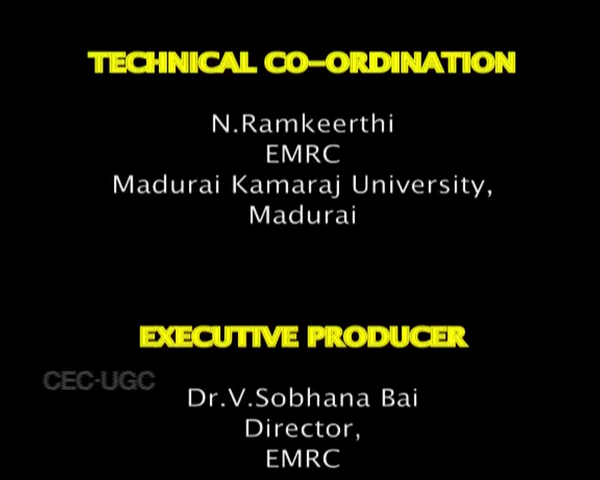 TECHNICAL CO-ORDINATION
N.Ramkeerthi
EMRC
Madurai Kamaraj University,
Madurai
EXECUTIVE PRODUCER
CEC-UGC
Dr.V.Sobhana Bai
Director,
EMRC